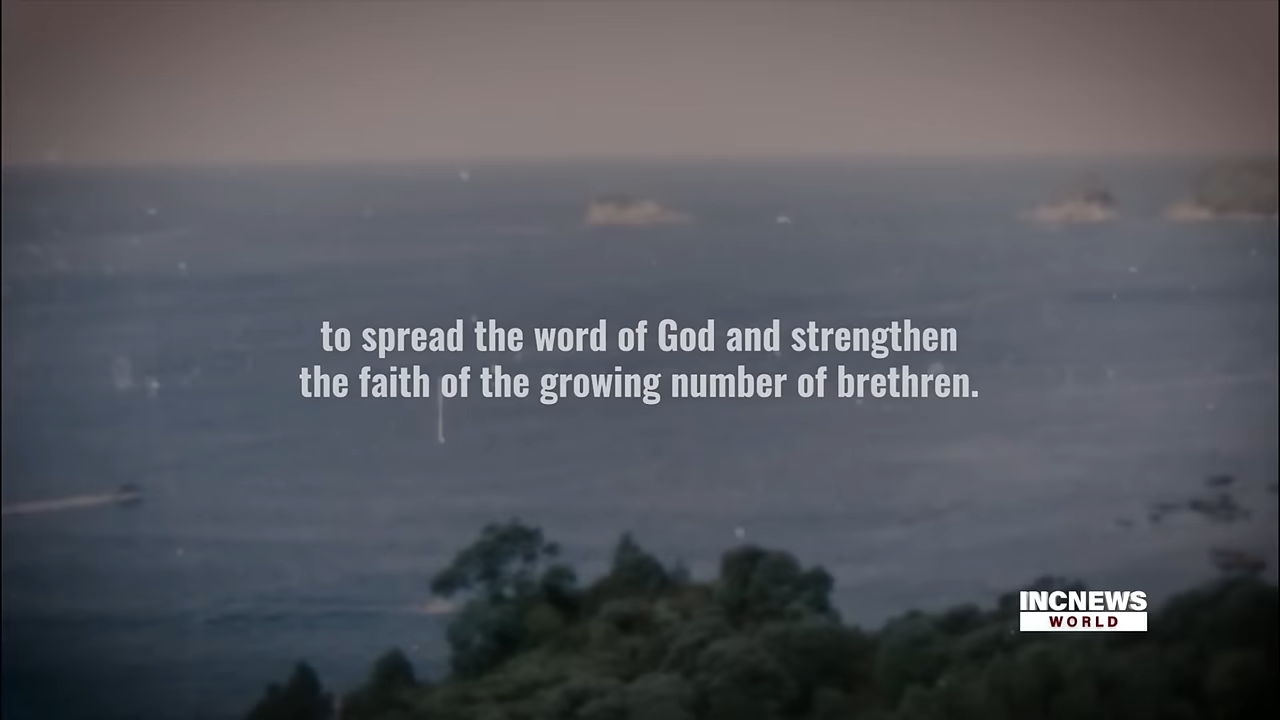 to spread the word of God and strengthen
the faith of the growing number of brethren.
INCNEWS
WORLD